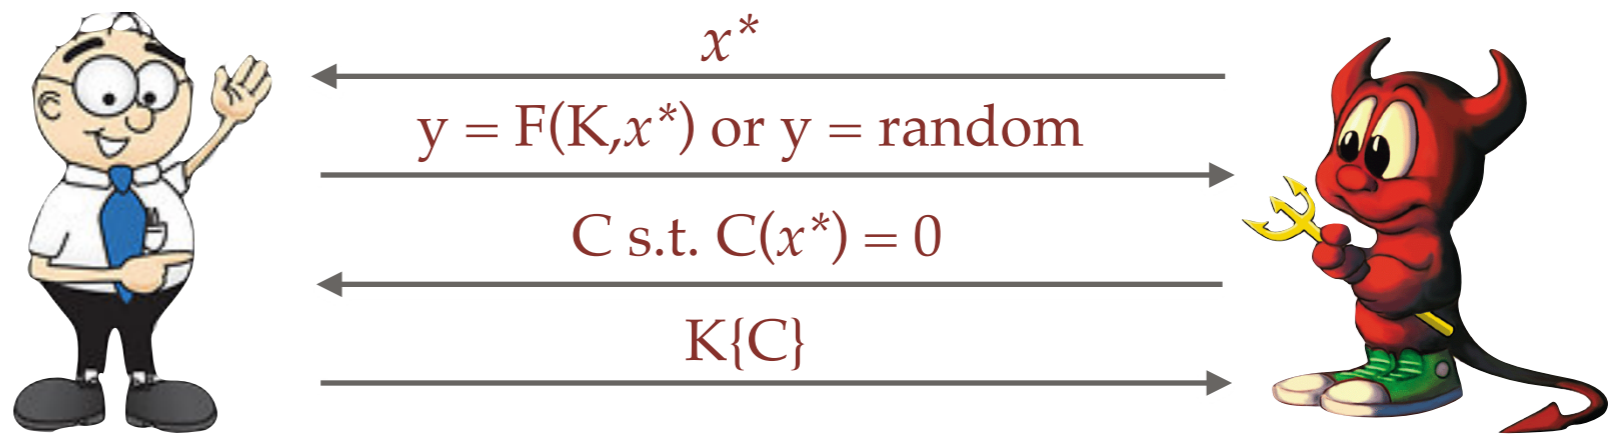 x*
y = F(K,x*) or y = random
C s.t. C(x*) = 0
K{C}